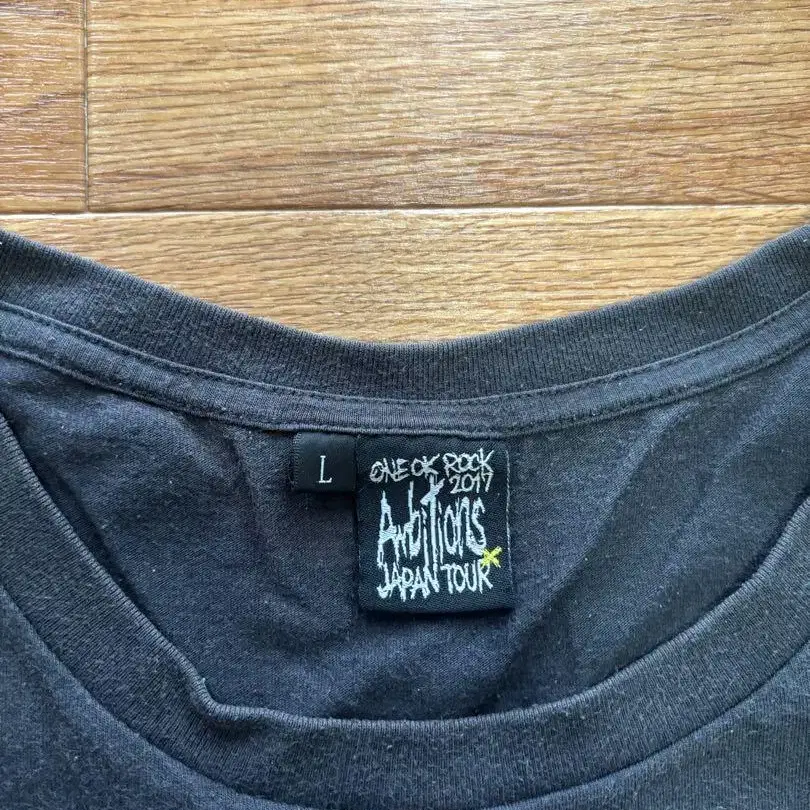 L
ONE OK ROCK
2017
Ambitions
JAPAN TOUR